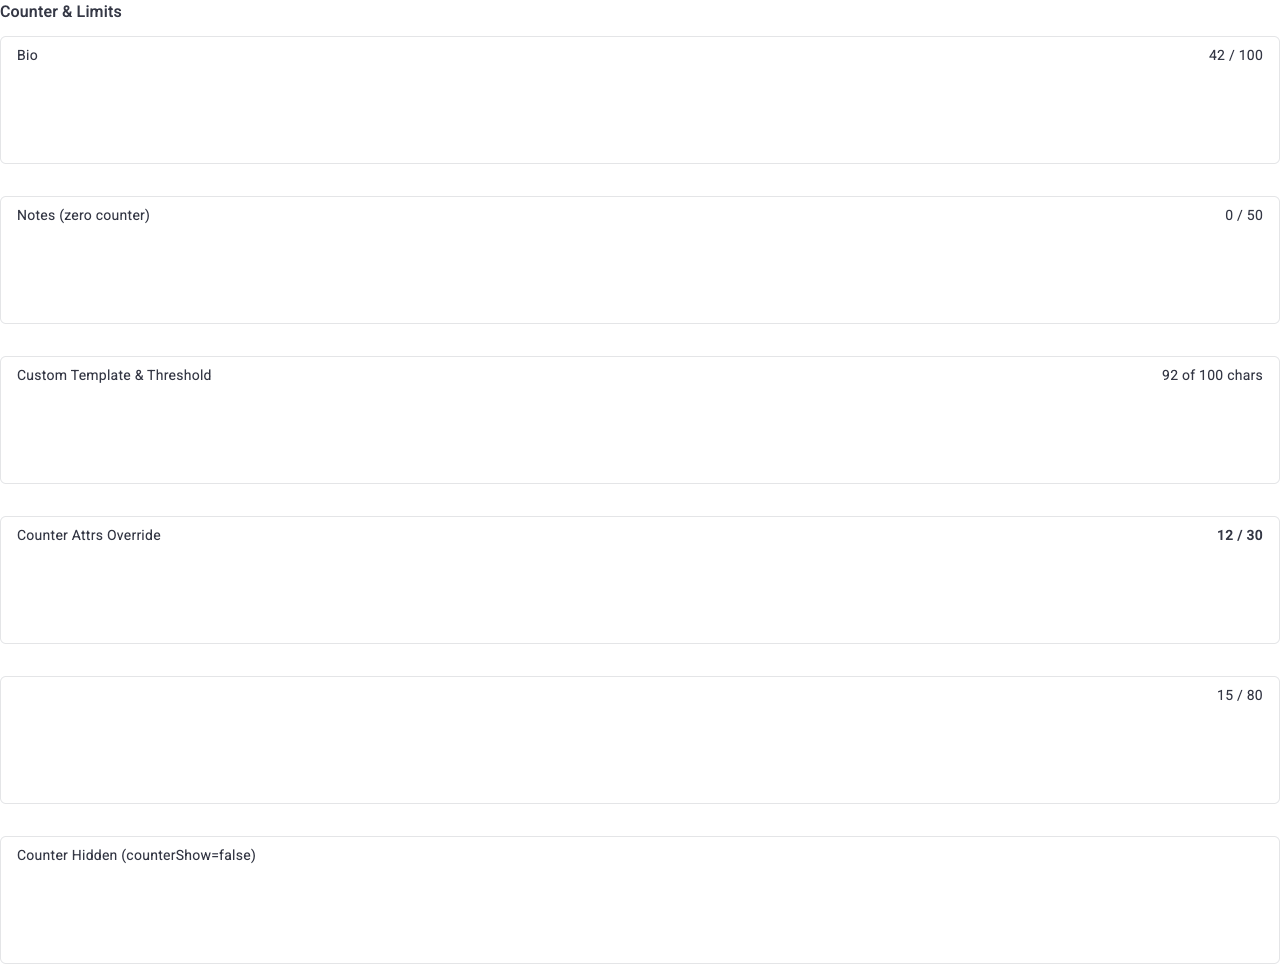 Counter & Limits
Bio 42 / 100
Notes (zero counter) 0 / 50
Custom Template & Threshold 92 of 100 chars
Counter Attrs Override 12 / 30
15 / 80
Counter Hidden (counterShow=false)